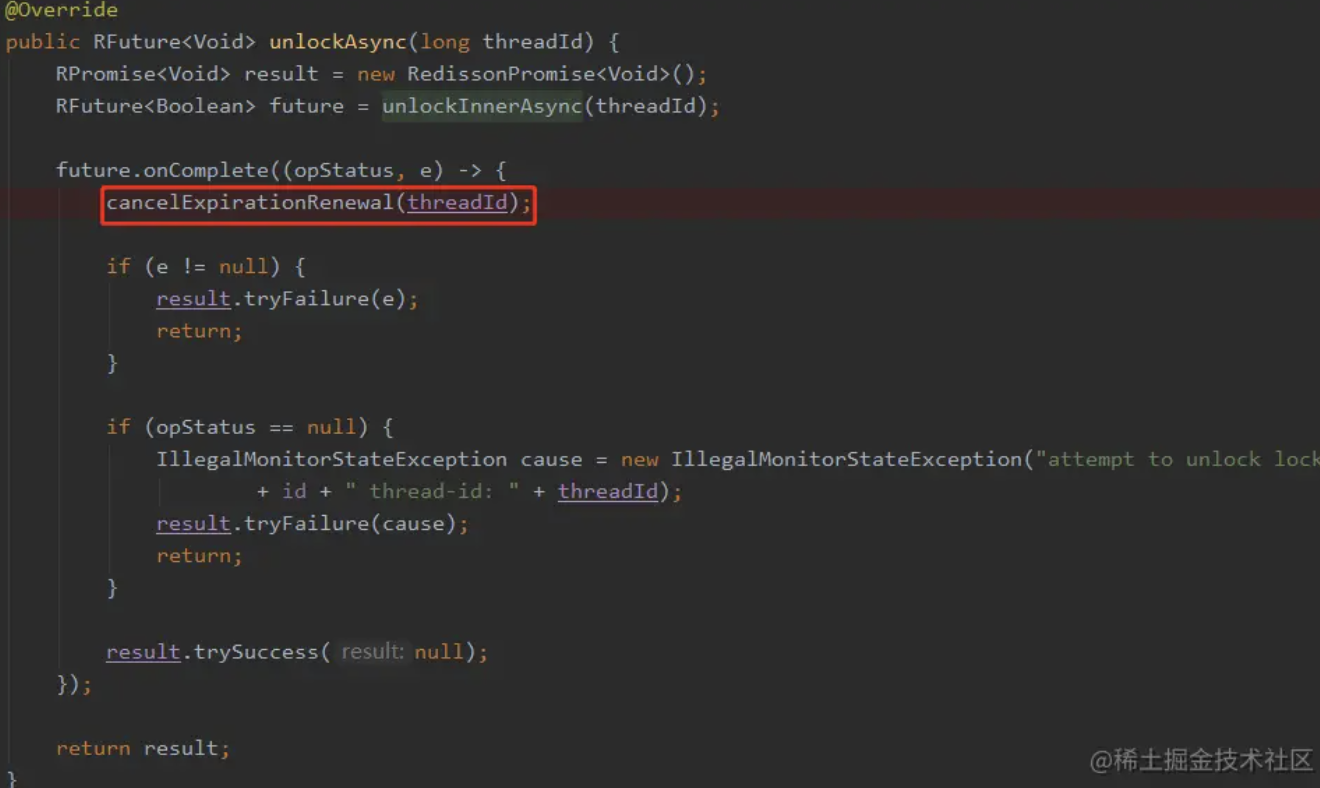 @Override
public RFuture<Void> unlockAsync(long threadId) {
    RPromise<Void> result = new RedissonPromise<Void>();
    RFuture<Boolean> future = unlockInnerAsync(threadId);
    future.onComplete((opStatus, e) -> {
        cancelExpirationRenewal(threadId);
        if (e != null) {
            result.tryFailure(e);
            return;
        }
        if (opStatus == null) {
            IllegalMonitorStateException cause = new IllegalMonitorStateException("attempt to unlock lock
                    + id + " thread-id: " + threadId);
            result.tryFailure(cause);
            return;
        }
        result.trySuccess( result: null);
    });
    return result;
}
@稀土掘金技术社区